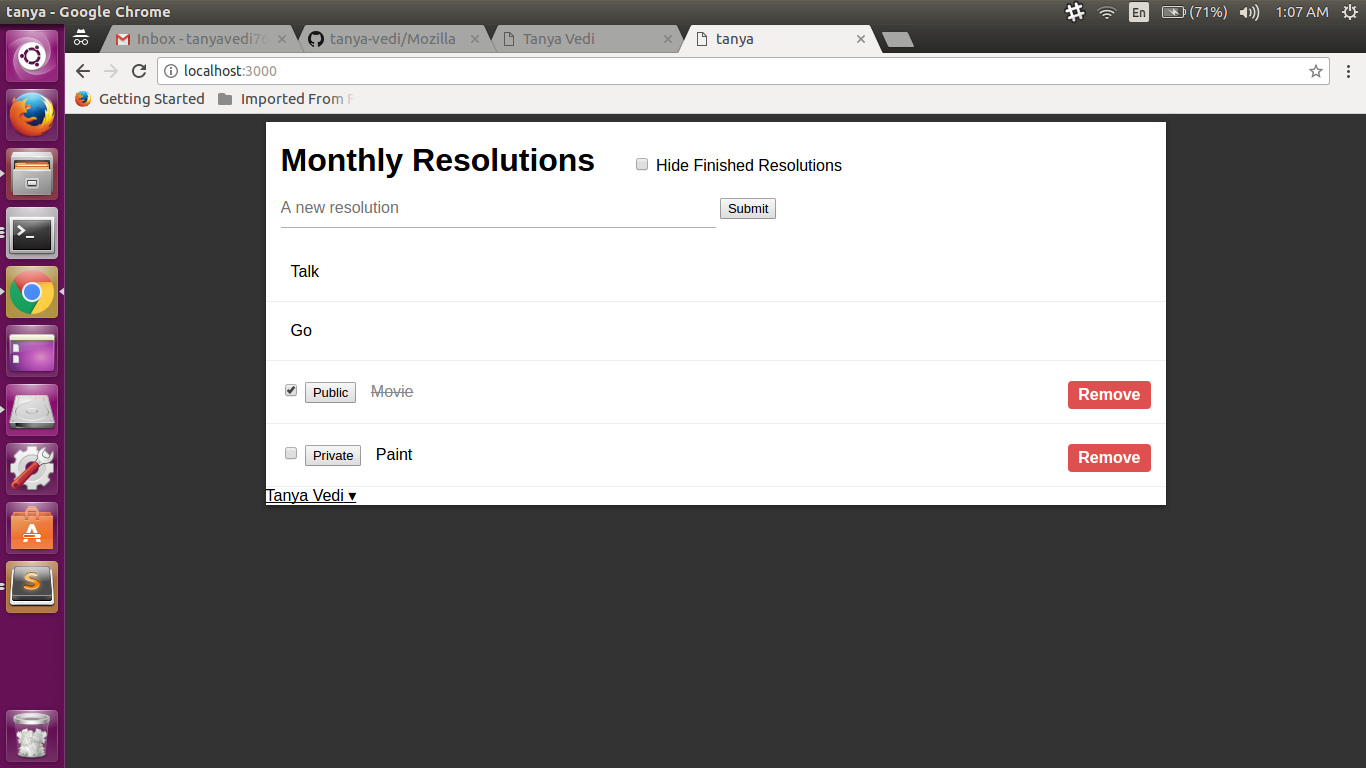 tanya - Google Chrome
En (71%) 1:07 AM
Inbox - tanyavedi76 tanya-vedi/Mozilla Tanya Vedi tanya
localhost:3000
Getting Started Imported From F
Monthly Resolutions Hide Finished Resolutions
A new resolution Submit
Talk
Go
Public Movie Remove
Private Paint Remove
Tanya Vedi ▾